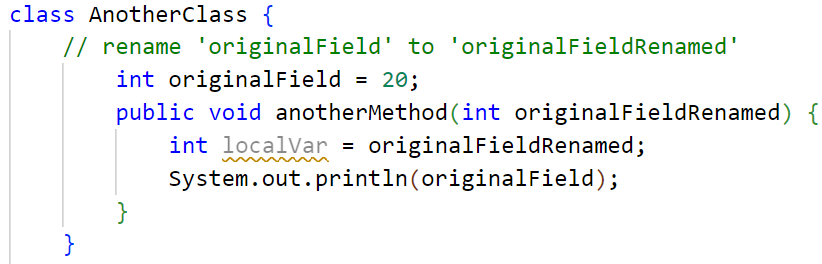 class AnotherClass {
// rename 'originalField' to 'originalFieldRenamed'
int originalField = 20;
public void anotherMethod(int originalFieldRenamed) {
int localVar = originalFieldRenamed;
System.out.println(originalField);
}
}